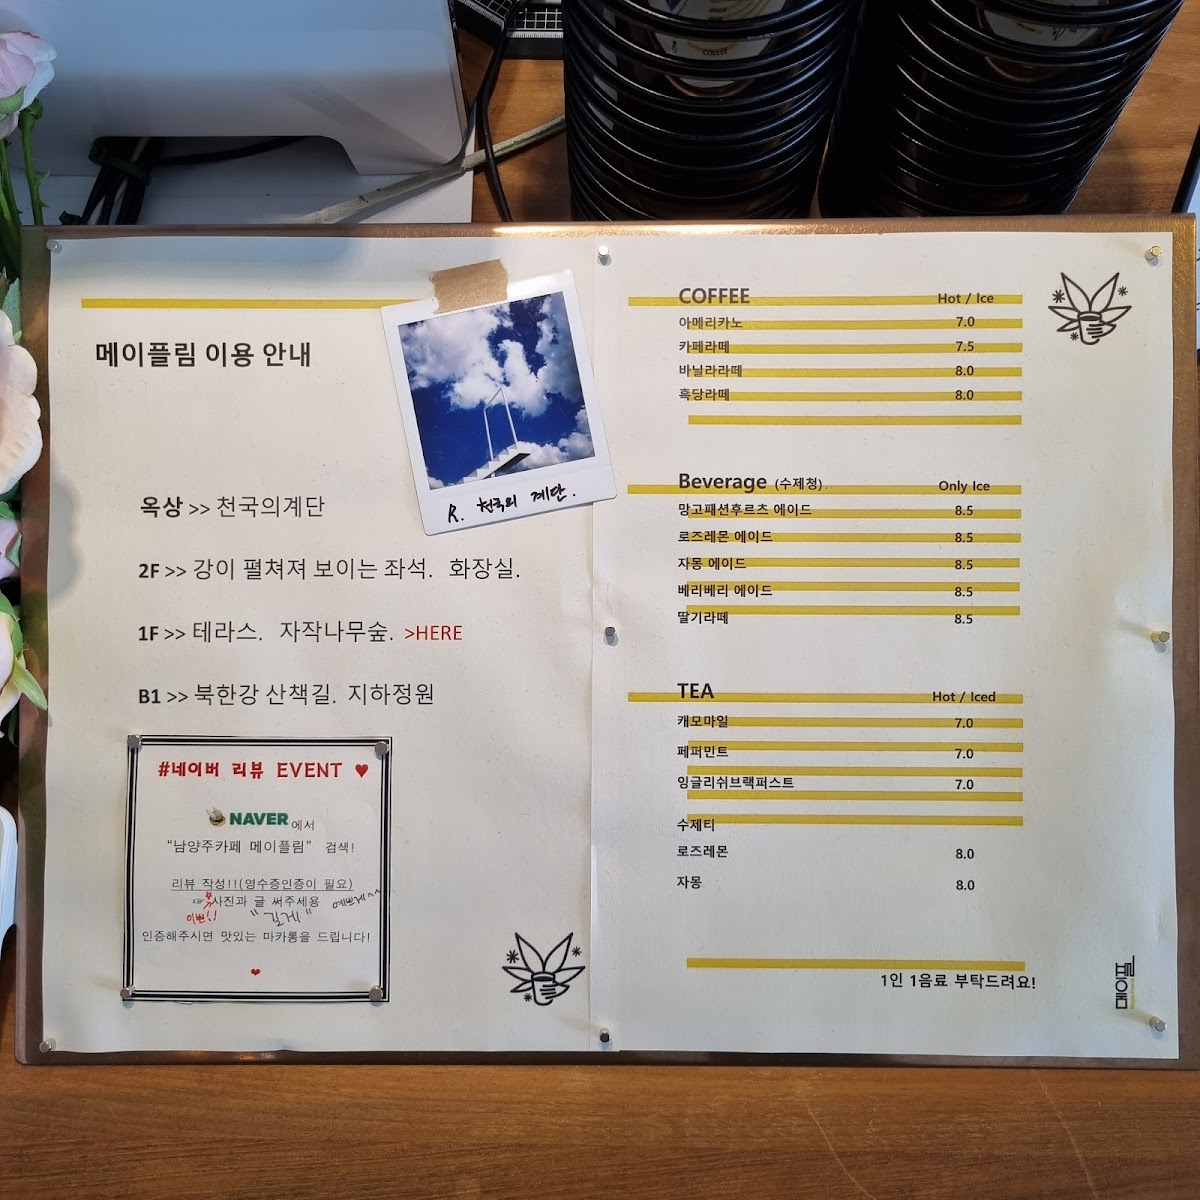 메이플림 이용 안내
R. 천국의 계단.
옥상 >> 천국의계단
2F >> 강이 펼쳐져 보이는 좌석. 화장실.
1F >> 테라스. 자작나무숲. >HERE
B1 >> 북한강 산책길. 지하정원
#네이버 리뷰 EVENT ♥
NAVER 에서
"남양주카페 메이플림" 검색!
리뷰 작성!!(영수증인증이 필요)
☞ 사진과 글 써주세용 예쁘게^^
이쁜!! "길게"
인증해주시면 맛있는 마카롱을 드립니다!
❤
COFFEE Hot / Ice
아메리카노 7.0
카페라떼 7.5
바닐라라떼 8.0
흑당라떼 8.0
Beverage (수제청). Only Ice
망고패션후르츠 에이드 8.5
로즈레몬 에이드 8.5
자몽 에이드 8.5
베리베리 에이드 8.5
딸기라떼 8.5
TEA Hot / Iced
캐모마일 7.0
페퍼민트 7.0
잉글리쉬브랙퍼스트 7.0
수제티
로즈레몬 8.0
자몽 8.0
1인 1음료 부탁드려요!
메이플